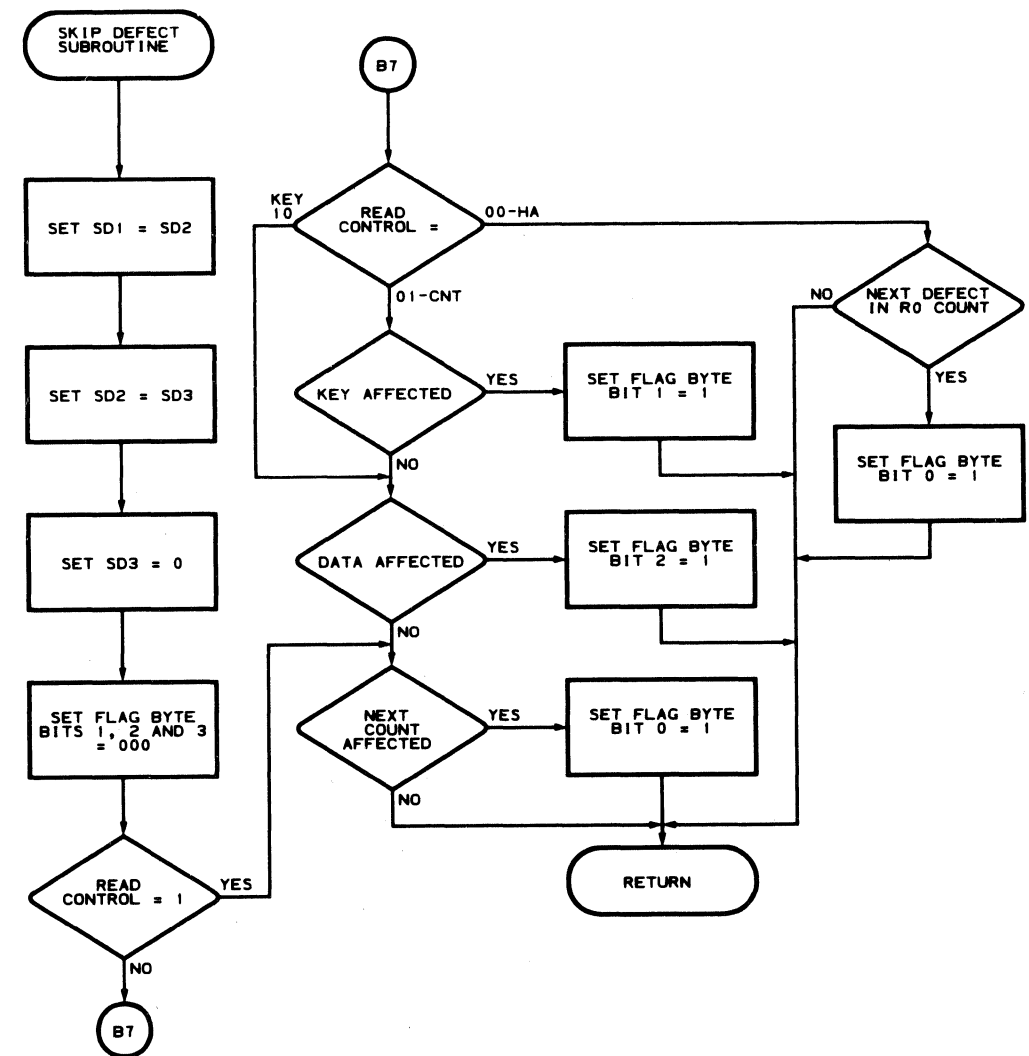 SKIP DEFECT
SUBROUTINE
SET SD1 = SD2
SET SD2 = SD3
SET SD3 = 0
SET FLAG BYTE
BITS 1, 2 AND 3
= 000
READ
CONTROL = 1
YES
NO
B7
B7
READ
CONTROL =
KEY
10
00-HA
01-CNT
NEXT DEFECT
IN R0 COUNT
NO
YES
SET FLAG BYTE
BIT 0 = 1
KEY AFFECTED
YES
NO
SET FLAG BYTE
BIT 1 = 1
DATA AFFECTED
YES
NO
SET FLAG BYTE
BIT 2 = 1
NEXT
COUNT
AFFECTED
YES
NO
SET FLAG BYTE
BIT 0 = 1
RETURN